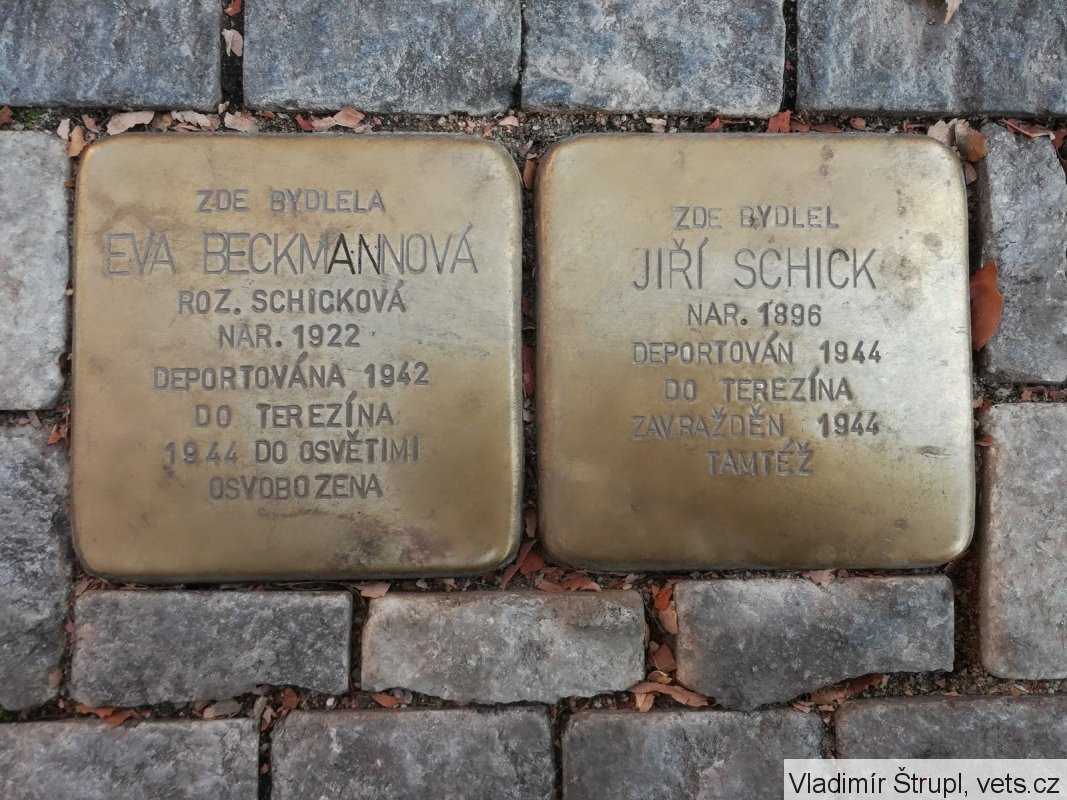 ZDE BYDLELA
EVA BECKMANNOVÁ
ROZ. SCHICKOVÁ
NAR. 1922
DEPORTOVÁNA 1942
DO TEREZÍNA
1944 DO OSVĚTIMI
OSVOBOZENA
ZDE BYDLEL
JIŘÍ SCHICK
NAR. 1896
DEPORTOVÁN 1944
DO TEREZÍNA
ZAVRAŽDĚN 1944
TAMTÉŽ
Vladimír Štrupl, vets.cz